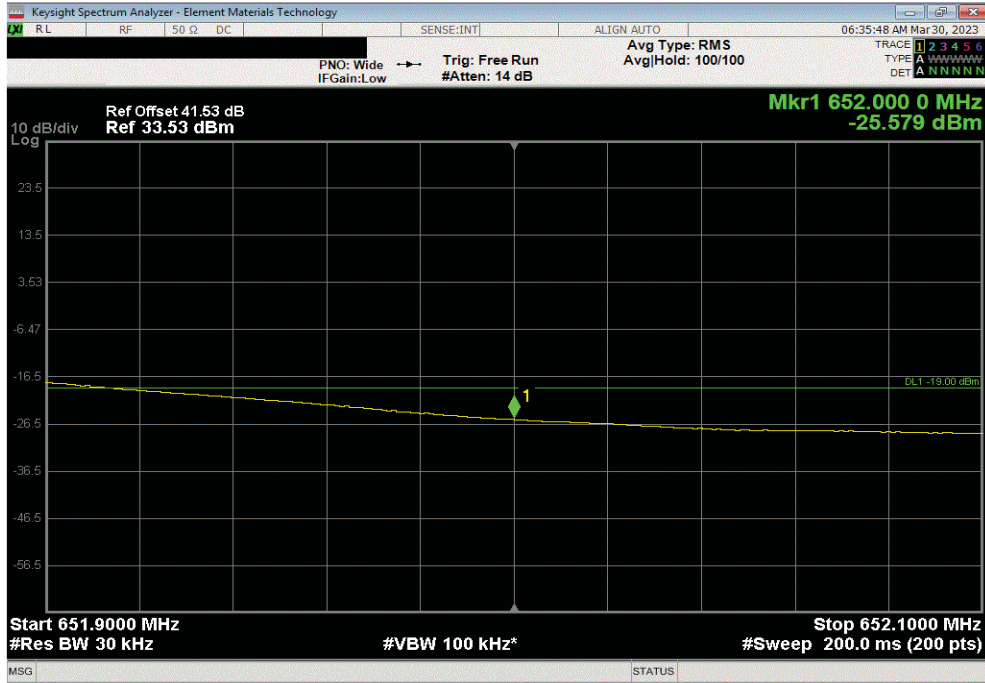 Keysight Spectrum Analyzer - Element Materials Technology
LXI RL RF 50 Ω DC SENSE:INT ALIGN AUTO 06:35:48 AM Mar 30, 2023
PNO: Wide Trig: Free Run Avg Type: RMS TRACE 1 2 3 4 5 6
IFGain:Low #Atten: 14 dB Avg|Hold: 100/100 TYPE A WWWWW
DET A N N N N N
Mkr1 652.000 0 MHz
-25.579 dBm
Ref Offset 41.53 dB
10 dB/div Ref 33.53 dBm
Log
23.5
13.5
3.53
-6.47
-16.5
DL1 -19.00 dBm
1
-26.5
-36.5
-46.5
-56.5
Start 651.9000 MHz Stop 652.1000 MHz
#Res BW 30 kHz #VBW 100 kHz* #Sweep 200.0 ms (200 pts)
MSG STATUS